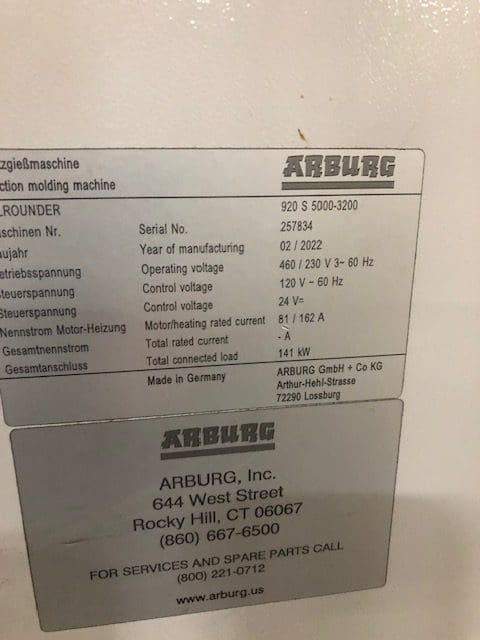 zgießmaschine
ction molding machine
ARBURG
LROUNDER 920 S 5000-3200
schinen Nr. Serial No. 257834
aujahr Year of manufacturing 02 / 2022
etriebsspannung Operating voltage 460 / 230 V 3~ 60 Hz
Steuerspannung Control voltage 120 V ~ 60 Hz
Steuerspannung Control voltage 24 V=
Nennstrom Motor-Heizung Motor/heating rated current 81 / 162 A
Gesamtnennstrom Total rated current - A
Gesamtanschluss Total connected load 141 kW
Made in Germany ARBURG GmbH + Co KG
Arthur-Hehl-Strasse
72290 Lossburg
ARBURG
ARBURG, Inc.
644 West Street
Rocky Hill, CT 06067
(860) 667-6500
FOR SERVICES AND SPARE PARTS CALL
(800) 221-0712
www.arburg.us